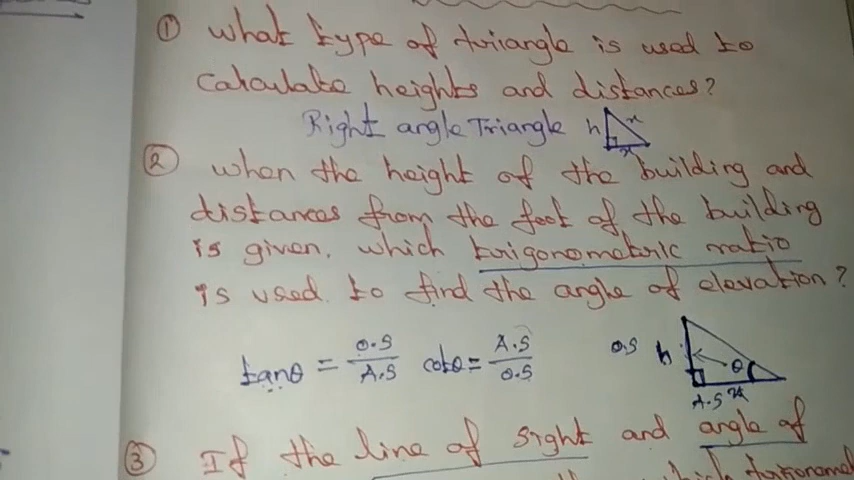 ① what type of triangle is used to
calculate heights and distances?
Right angle Triangle h x x
② when the height of the building and
distances from the foot of the building
is given. which trigonometric ratio
is used to find the angle of elevation?
tanθ = O.S/A.S cotθ = A.S/O.S O.S h θ
A.S x
③ If the line of sight and angle of
which